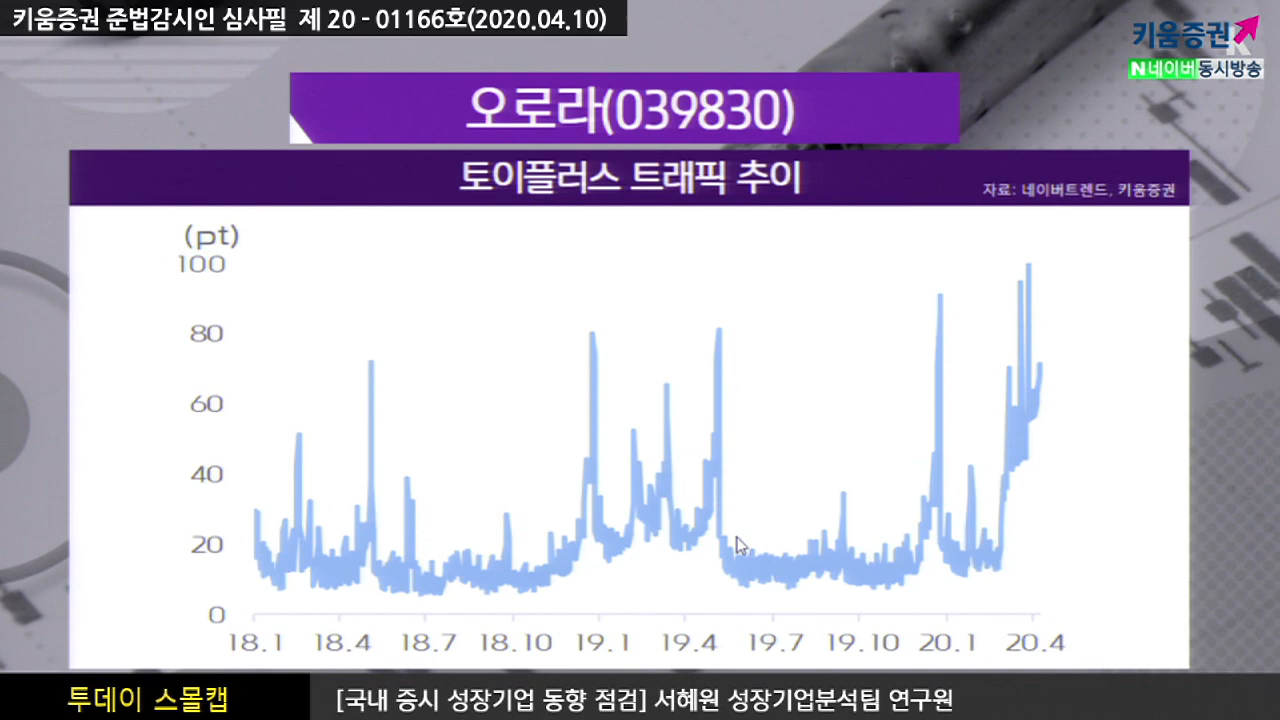 키움증권 준법감시인 심사필 제 20 - 01166호(2020.04.10)
키움증권
N네이버동시방송
오로라(039830)
토이플러스 트래픽 추이
자료: 네이버트렌드, 키움증권
(pt)
100
80
60
40
20
0
18.1 18.4 18.7 18.10 19.1 19.4 19.7 19.10 20.1 20.4
투데이 스몰캡
[국내 증시 성장기업 동향 점검] 서혜원 성장기업분석팀 연구원